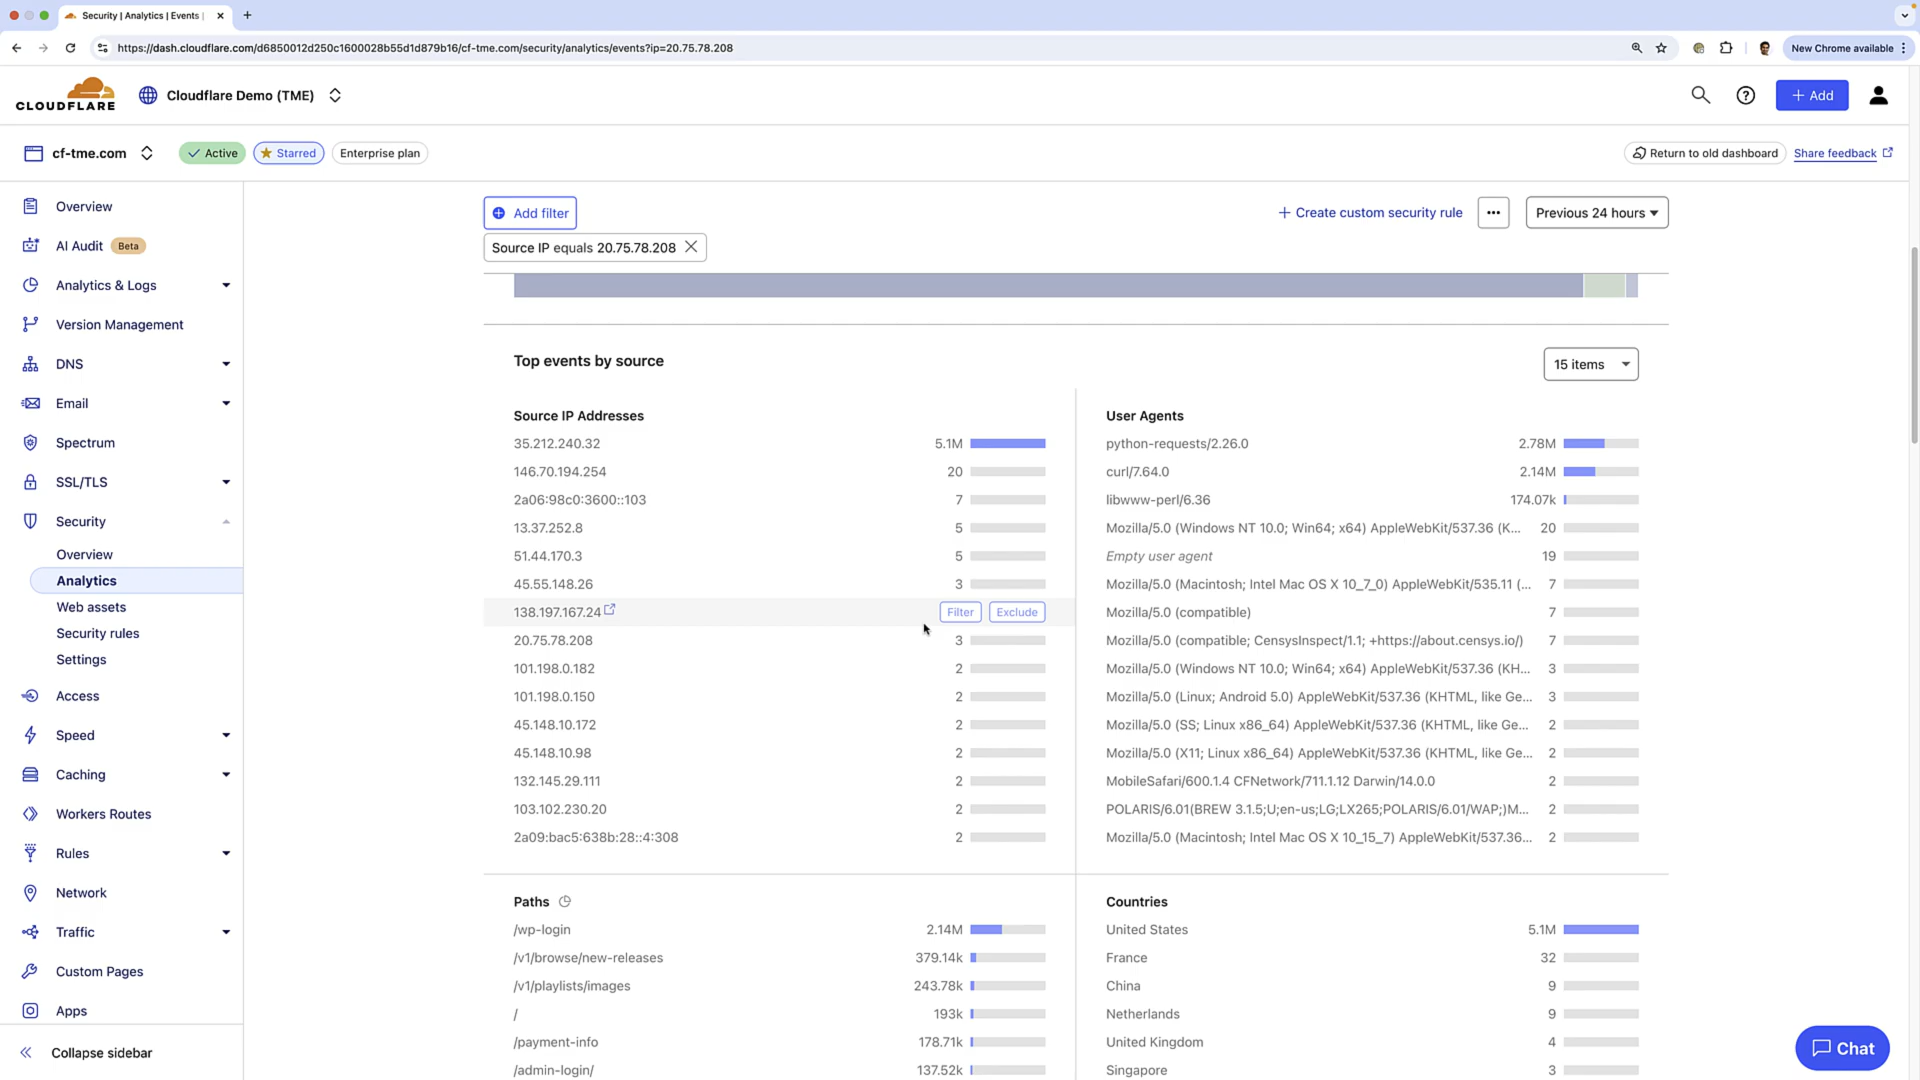 Security | Analytics | Events |
https://dash.cloudflare.com/d6850012d250c1600028b55d1d879b16/cf-tme.com/security/analytics/events?ip=20.75.78.208
New Chrome available
CLOUDFLARE
Cloudflare Demo (TME)
+ Add
cf-tme.com
Active
Starred
Enterprise plan
Return to old dashboard
Share feedback
Overview
AI Audit Beta
Analytics & Logs
Version Management
DNS
Email
Spectrum
SSL/TLS
Security
Overview
Analytics
Web assets
Security rules
Settings
Access
Speed
Caching
Workers Routes
Rules
Network
Traffic
Custom Pages
Apps
Collapse sidebar
Add filter
+ Create custom security rule
Previous 24 hours
Source IP equals 20.75.78.208
Top events by source
15 items
Source IP Addresses
35.212.240.32 5.1M
146.70.194.254 20
2a06:98c0:3600::103 7
13.37.252.8 5
51.44.170.3 5
45.55.148.26 3
138.197.167.24 Filter Exclude
20.75.78.208 3
101.198.0.182 2
101.198.0.150 2
45.148.10.172 2
45.148.10.98 2
132.145.29.111 2
103.102.230.20 2
2a09:bac5:638b:28::4:308 2
User Agents
python-requests/2.26.0 2.78M
curl/7.64.0 2.14M
libwww-perl/6.36 174.07k
Mozilla/5.0 (Windows NT 10.0; Win64; x64) AppleWebKit/537.36 (K... 20
Empty user agent 19
Mozilla/5.0 (Macintosh; Intel Mac OS X 10_7_0) AppleWebKit/535.11 (... 7
Mozilla/5.0 (compatible) 7
Mozilla/5.0 (compatible; CensysInspect/1.1; +https://about.censys.io/) 7
Mozilla/5.0 (Windows NT 10.0; Win64; x64) AppleWebKit/537.36 (KH... 3
Mozilla/5.0 (Linux; Android 5.0) AppleWebKit/537.36 (KHTML, like Ge... 3
Mozilla/5.0 (SS; Linux x86_64) AppleWebKit/537.36 (KHTML, like Ge... 2
Mozilla/5.0 (X11; Linux x86_64) AppleWebKit/537.36 (KHTML, like Ge... 2
MobileSafari/600.1.4 CFNetwork/711.1.12 Darwin/14.0.0 2
POLARIS/6.01(BREW 3.1.5;U;en-us;LG;LX265;POLARIS/6.01/WAP;)M... 2
Mozilla/5.0 (Macintosh; Intel Mac OS X 10_15_7) AppleWebKit/537.36... 2
Paths
/wp-login 2.14M
/v1/browse/new-releases 379.14k
/v1/playlists/images 243.78k
/ 193k
/payment-info 178.71k
/admin-login/ 137.52k
Countries
United States 5.1M
France 32
China 9
Netherlands 9
United Kingdom 4
Singapore 3
Chat